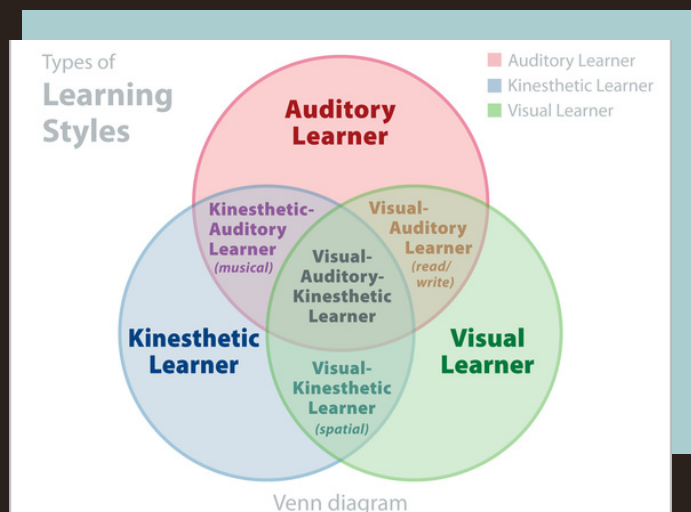 Types of
Learning
Styles
Auditory Learner
Kinesthetic Learner
Visual Learner
Auditory
Learner
Kinesthetic-
Auditory
Learner
(musical)
Visual-
Auditory
Learner
(read/
write)
Visual-
Auditory-
Kinesthetic
Learner
Kinesthetic
Learner
Visual
Learner
Visual-
Kinesthetic
Learner
(spatial)
Venn diagram